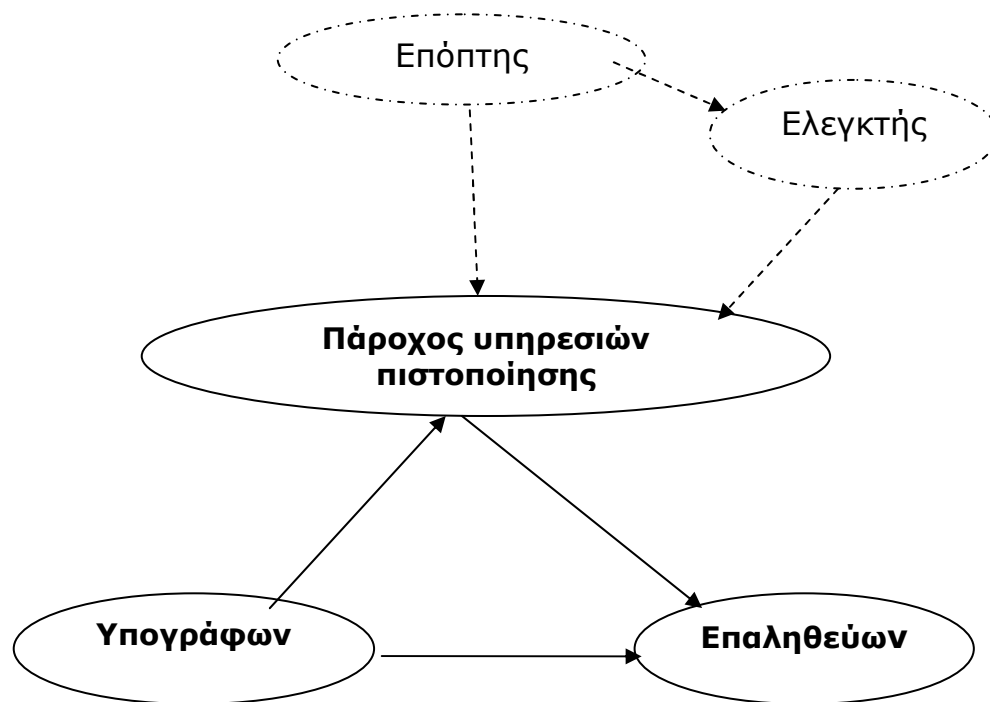 Επόπτης
Ελεγκτής
Πάροχος υπηρεσιών
πιστοποίησης
Υπογράφων
Επαληθεύων